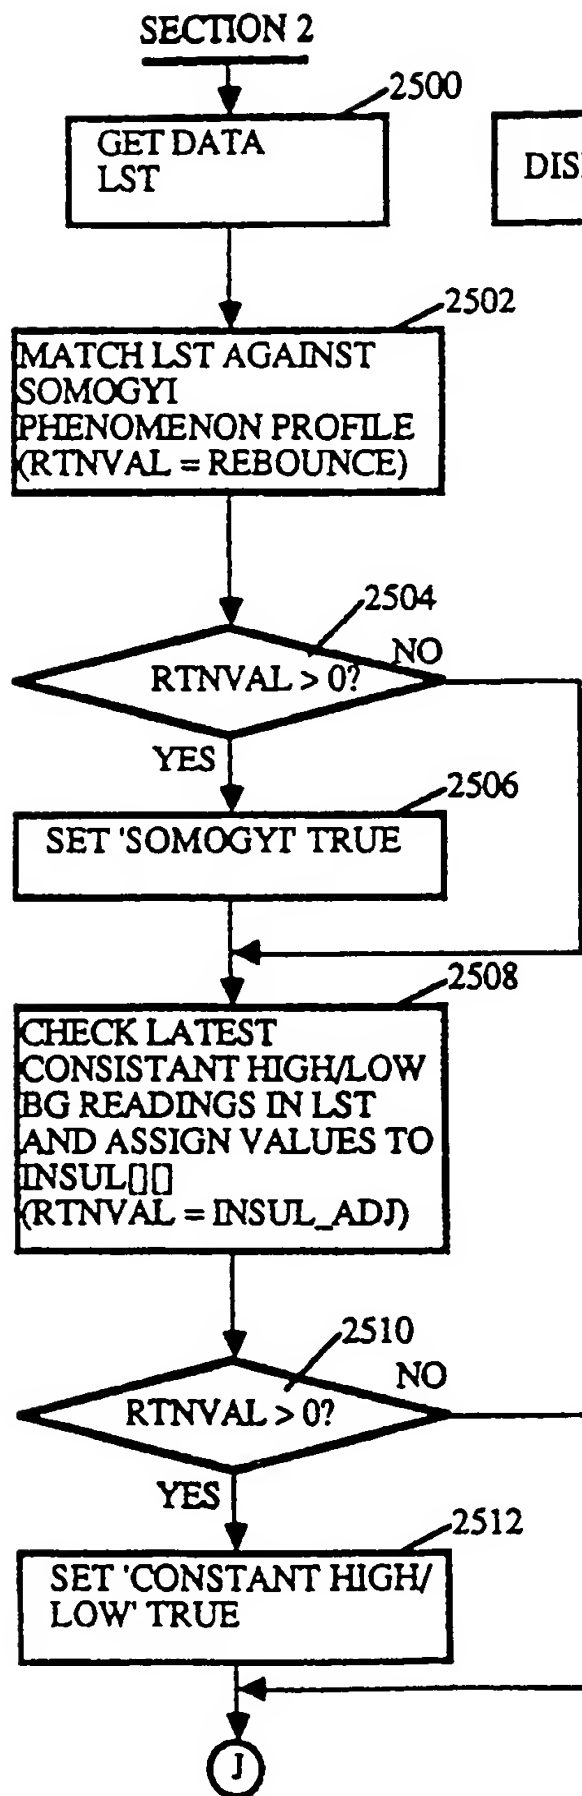 SECTION 2
2500
GET DATA
LST
2502
MATCH LST AGAINST
SOMOGYI
PHENOMENON PROFILE
(RTNVAL = REBOUNCE)
2504
NO
RTNVAL > 0?
YES
2506
SET 'SOMOGYI' TRUE
2508
CHECK LATEST
CONSISTANT HIGH/LOW
BG READINGS IN LST
AND ASSIGN VALUES TO
INSUL[][]
(RTNVAL = INSUL_ADJ)
2510
NO
RTNVAL > 0?
YES
2512
SET 'CONSTANT HIGH/
LOW' TRUE
J